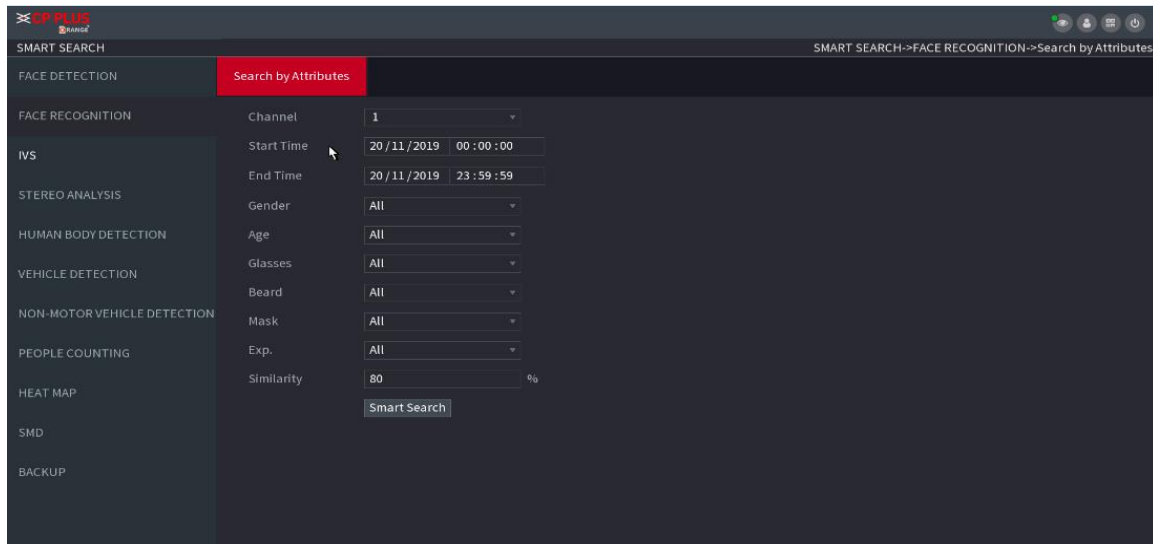 CP PLUS
ORANGE
SMART SEARCH
SMART SEARCH->FACE RECOGNITION->Search by Attributes
FACE DETECTION
FACE RECOGNITION
IVS
STEREO ANALYSIS
HUMAN BODY DETECTION
VEHICLE DETECTION
NON-MOTOR VEHICLE DETECTION
PEOPLE COUNTING
HEAT MAP
SMD
BACKUP
Search by Attributes
Channel 1
Start Time 20/11/2019 00:00:00
End Time 20/11/2019 23:59:59
Gender All
Age All
Glasses All
Beard All
Mask All
Exp. All
Similarity 80 %
Smart Search